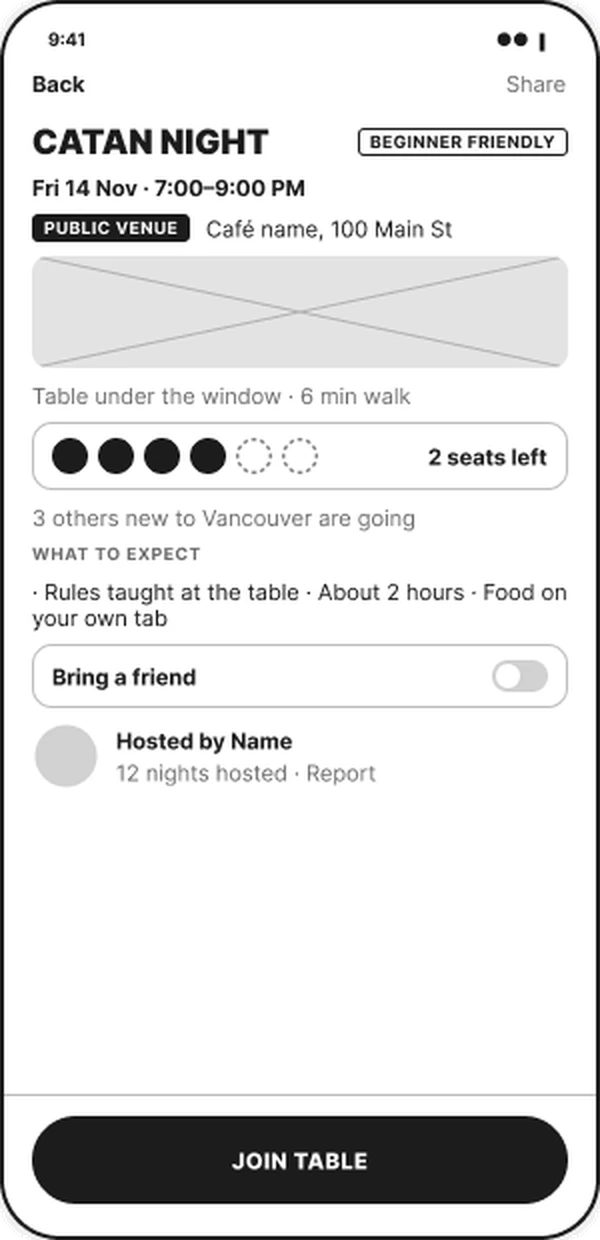 9:41
Back
Share
CATAN NIGHT
BEGINNER FRIENDLY
Fri 14 Nov · 7:00–9:00 PM
PUBLIC VENUE
Café name, 100 Main St
Table under the window · 6 min walk
2 seats left
3 others new to Vancouver are going
WHAT TO EXPECT
· Rules taught at the table · About 2 hours · Food on
your own tab
Bring a friend
Hosted by Name
12 nights hosted · Report
JOIN TABLE